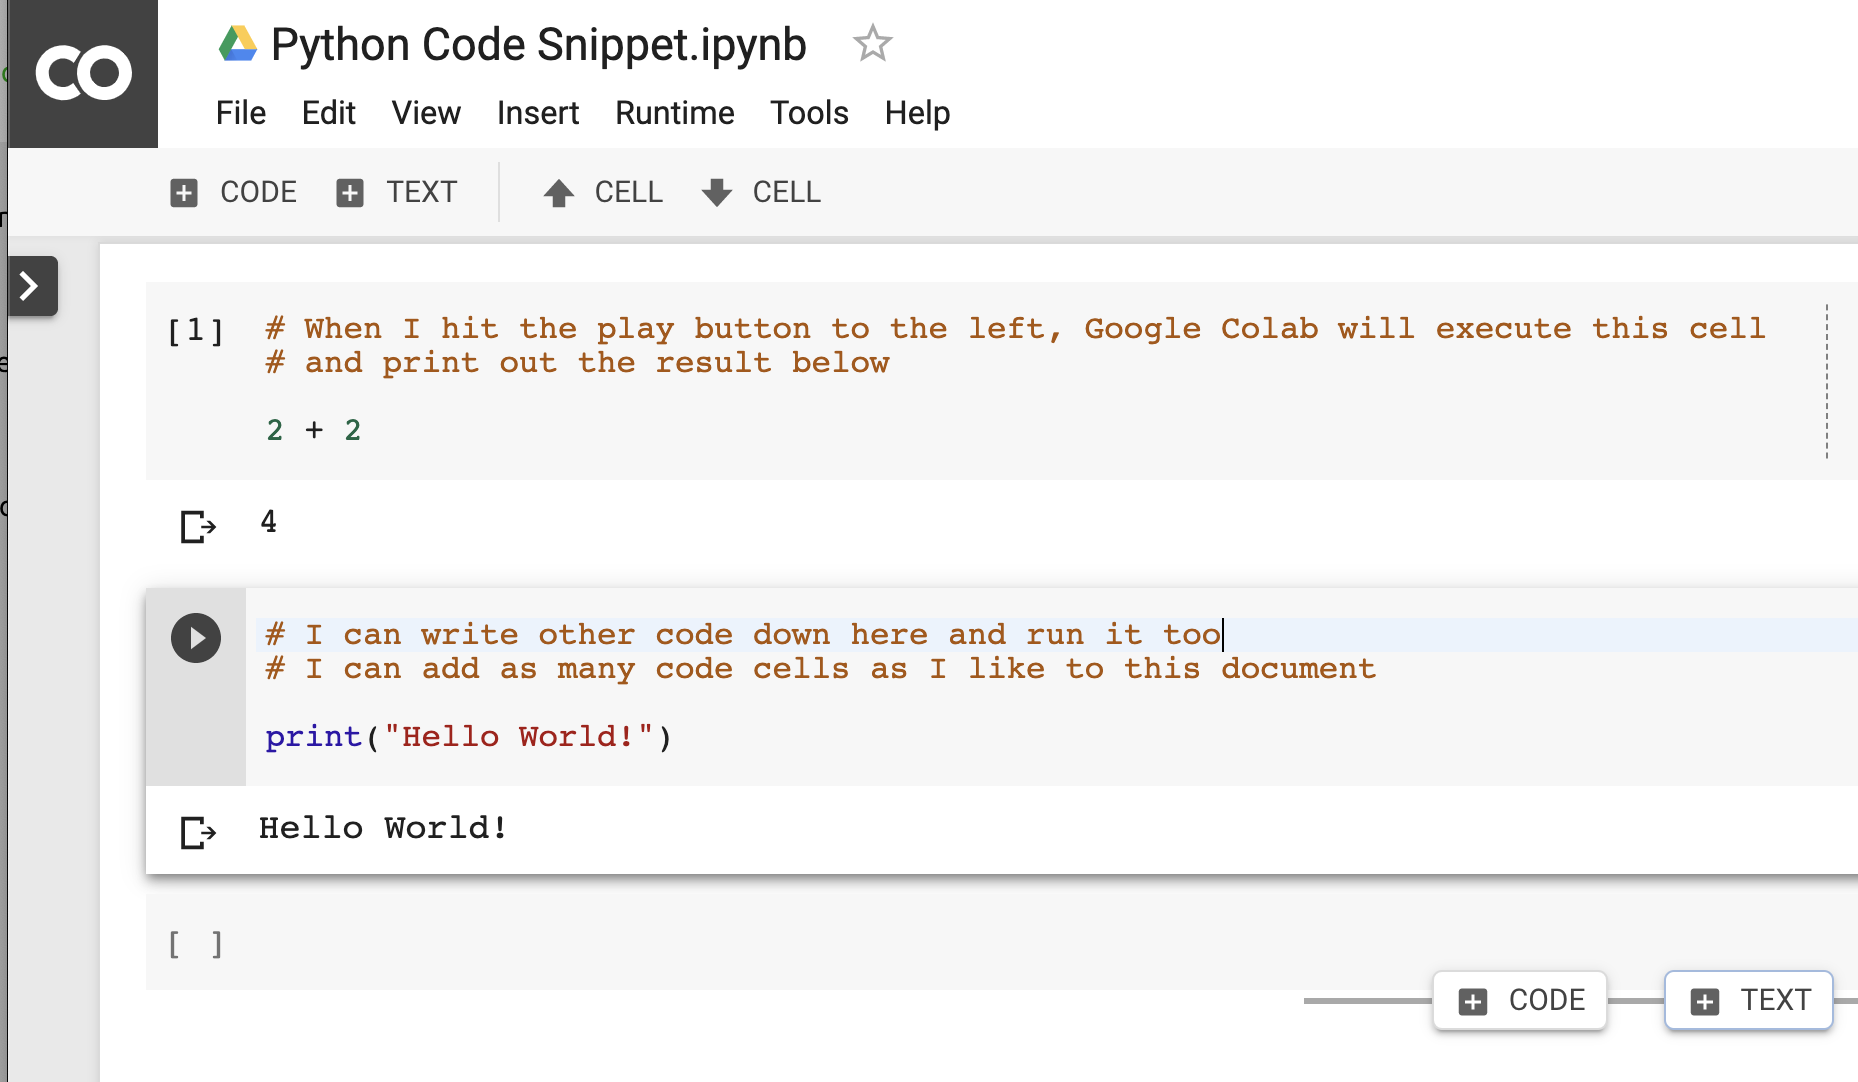 CO
Python Code Snippet.ipynb
File Edit View Insert Runtime Tools Help
CODE TEXT CELL CELL
[1] # When I hit the play button to the left, Google Colab will execute this cell
# and print out the result below
2 + 2
4
# I can write other code down here and run it too
# I can add as many code cells as I like to this document
print("Hello World!")
Hello World!
[ ]
CODE TEXT